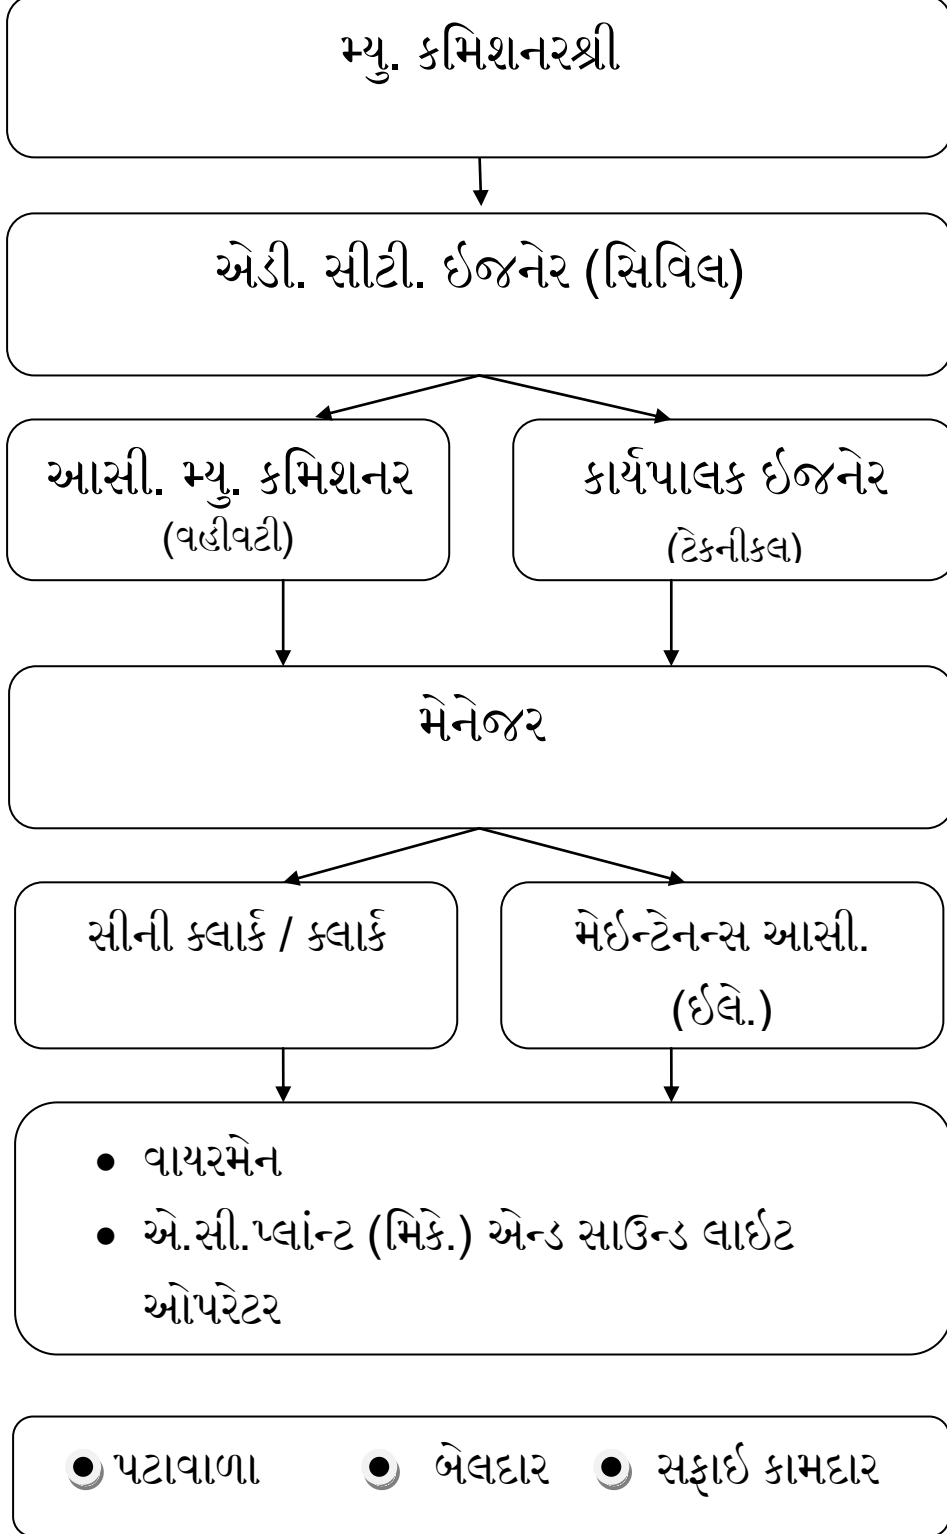 મ્યુ. કમિશનરશ્રી
એડી. સીટી. ઇજનેર (સિવિલ)
આસી. મ્યુ. કમિશનર
(વહીવટી)
કાર્યપાલક ઇજનેર
(ટેકનીકલ)
મેનેજર
સીની ક્લાર્ક / ક્લાર્ક
મેઇન્ટેનન્સ આસી.
(ઈલે.)
• વાયરમેન
• એ.સી.પ્લાંન્ટ (મિકે.) એન્ડ સાઉન્ડ લાઇટ
ઓપરેટર
• પટાવાળા • બેલદાર • સફાઇ કામદાર